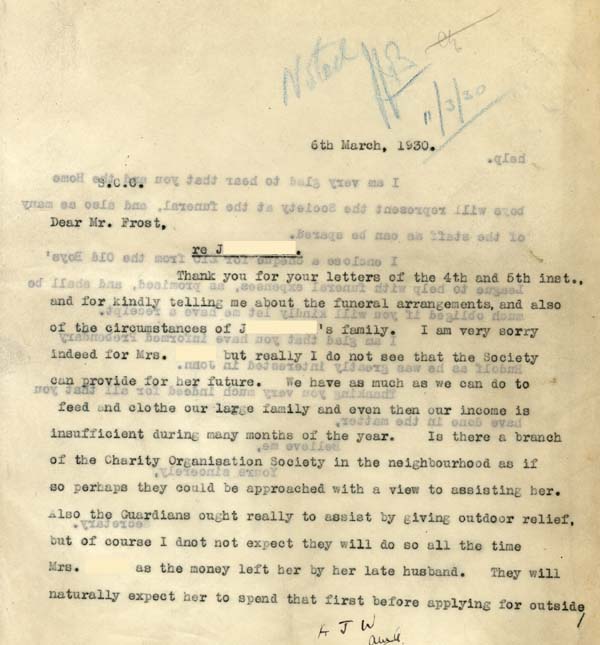 Noted
11/3/30
6th March, 1930.
S.C.G.
Dear Mr. Frost,
re J .
Thank you for your letters of the 4th and 5th inst.,
and for kindly telling me about the funeral arrangements, and also
of the circumstances of J 's family. I am very sorry
indeed for Mrs. but really I do not see that the Society
can provide for her future. We have as much as we can do to
feed and clothe our large family and even then our income is
insufficient during many months of the year. Is there a branch
of the Charity Organisation Society in the neighbourhood as if
so perhaps they could be approached with a view to assisting her.
Also the Guardians ought really to assist by giving outdoor relief,
but of course I dnot not expect they will do so all the time
Mrs. as the money left her by her late husband. They will
naturally expect her to spend that first before applying for outside